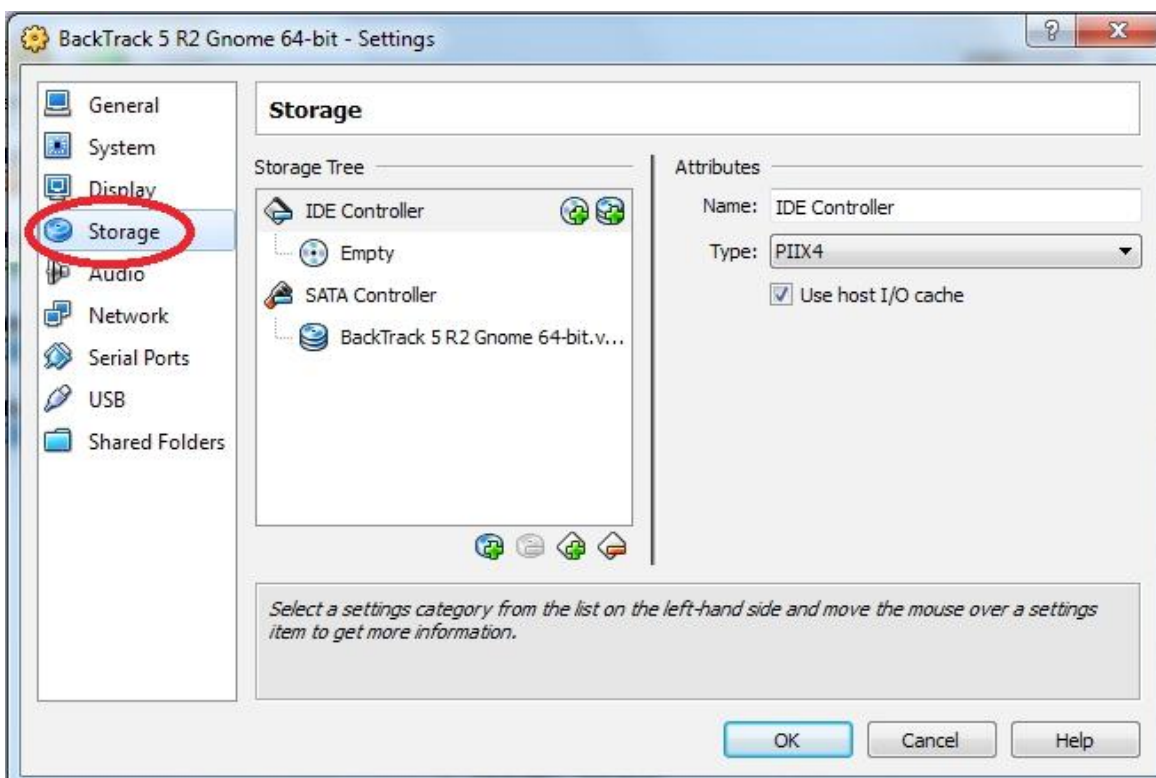 BackTrack 5 R2 Gnome 64-bit - Settings
General
System
Display
Storage
Audio
Network
Serial Ports
USB
Shared Folders
Storage
Storage Tree
IDE Controller
Empty
SATA Controller
BackTrack 5 R2 Gnome 64-bit.v...
Attributes
Name: IDE Controller
Type: PIIX4
Use host I/O cache
Select a settings category from the list on the left-hand side and move the mouse over a settings
item to get more information.
OK Cancel Help